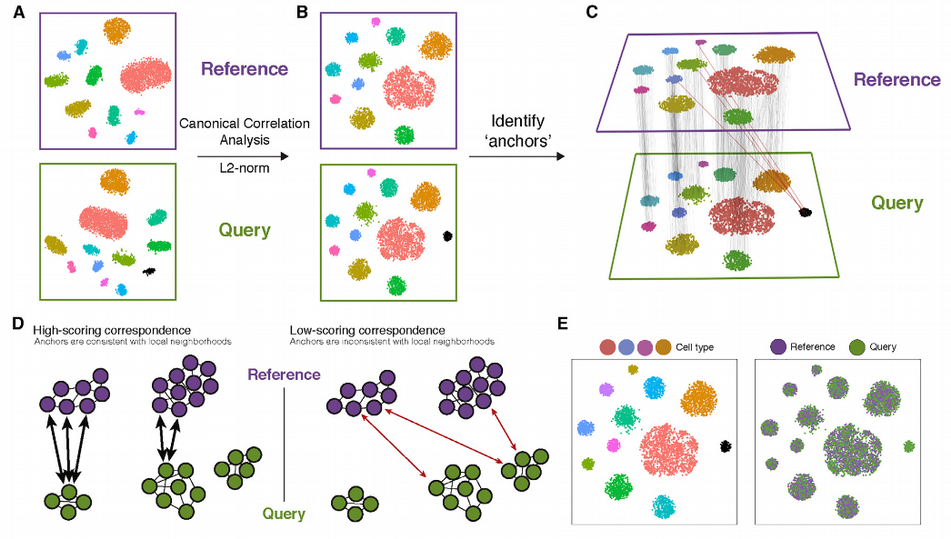 A
B
C
Reference
Canonical Correlation
Analysis
L2-norm
Query
Identify
‘anchors’
Reference
Query
D
High-scoring correspondence
Anchors are consistent with local neighborhoods
Reference
Query
Low-scoring correspondence
Anchors are inconsistent with local neighborhoods
E
Cell type
Reference
Query